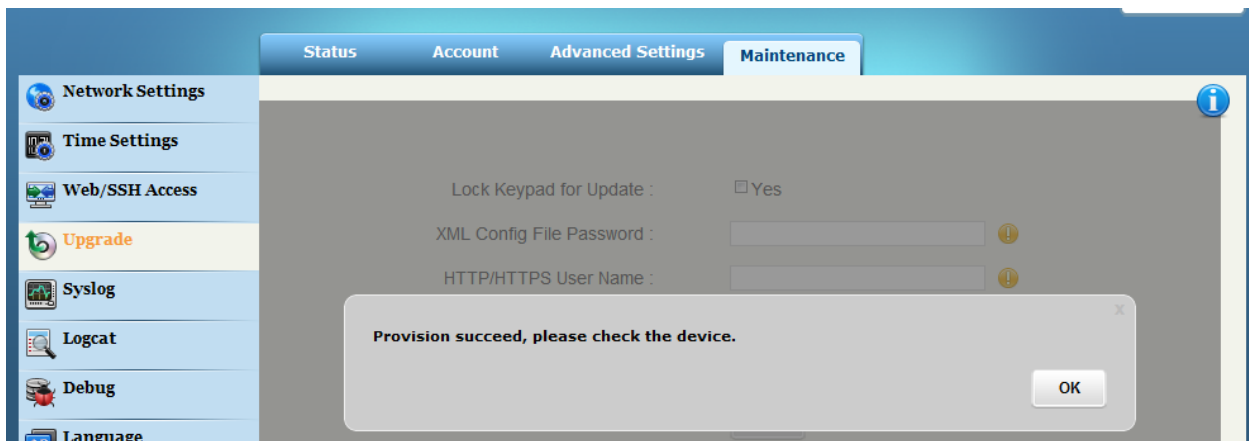 Status Account Advanced Settings Maintenance
Network Settings
Time Settings
Web/SSH Access
Upgrade
Syslog
Logcat
Debug
Language
Lock Keypad for Update : Yes
XML Config File Password :
HTTP/HTTPS User Name :
x
Provision succeed, please check the device.
OK